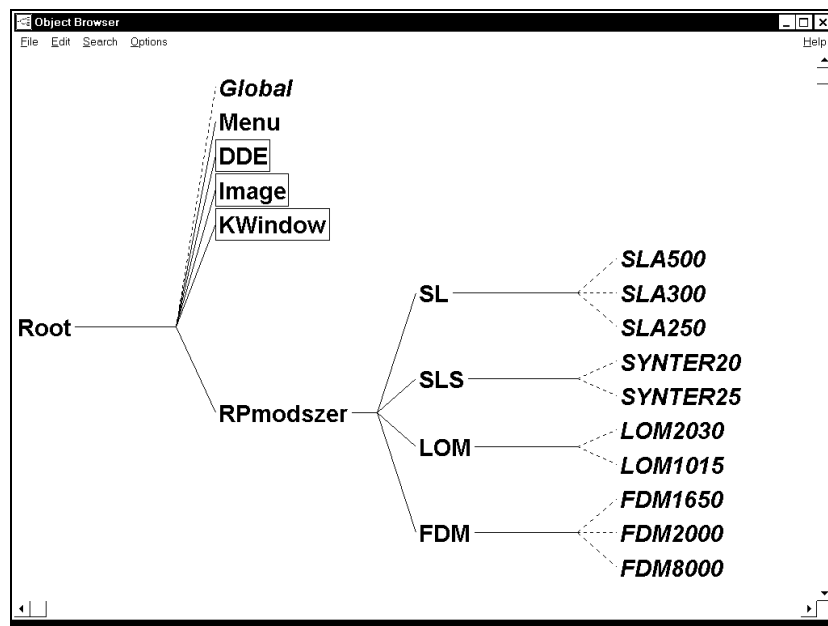 Object Browser
File Edit Search Options Help
Global
Menu
DDE
Image
KWindow
SLA500
SL SLA300
Root SLA250
SYNTER20
SLS
SYNTER25
RPmodszer LOM2030
LOM
LOM1015
FDM1650
FDM FDM2000
FDM8000